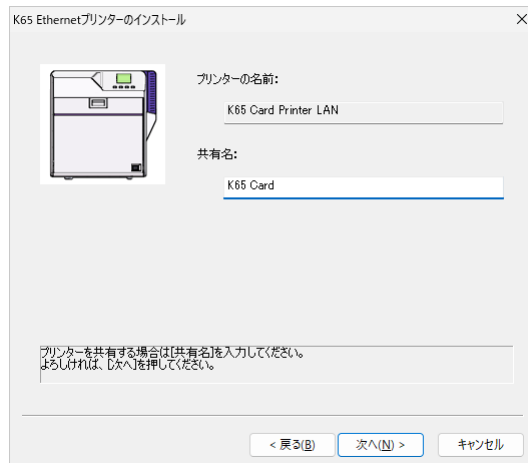 K65 Ethernetプリンターのインストール
プリンターの名前:
K65 Card Printer LAN
共有名:
K65 Card
プリンターを共有する場合は[共有名]を入力してください。
よろしければ、[次へ]を押してください。
< 戻る(B)
次へ(N) >
キャンセル